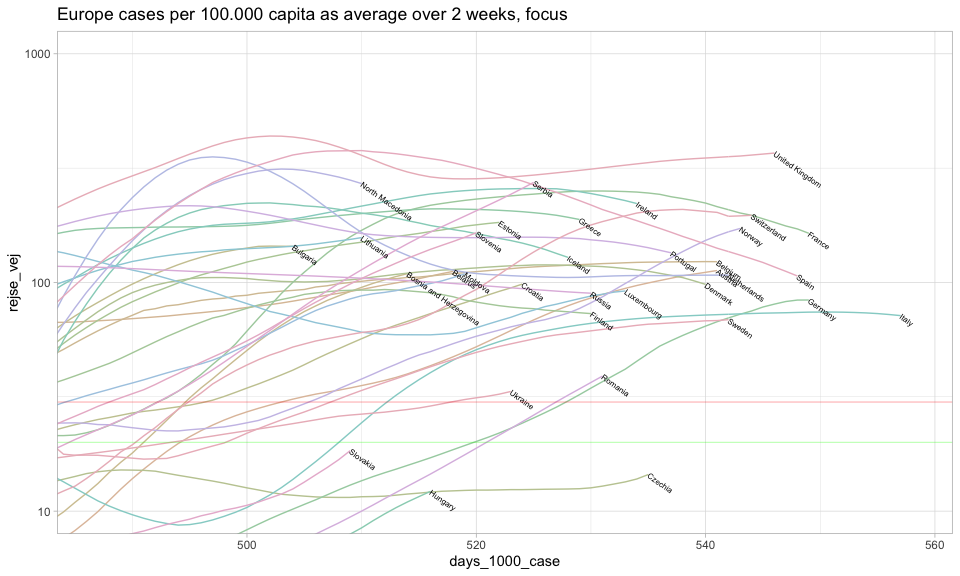 Europe cases per 100.000 capita as average over 2 weeks, focus
rejse_vej
1000
100
10
United Kingdom
Serbia
North Macedonia
Ireland
Greece
Switzerland
Estonia
Norway
France
Slovenia
Lithuania
Bulgaria
Iceland
Portugal
Belgium
Netherlands
Moldova
Bosnia and Herzegovina
Spain
Croatia
Denmark
Russia
Luxembourg
Germany
Finland
Italy
Sweden
Romania
Ukraine
Slovakia
Czechia
Hungary
500
520
540
560
days_1000_case